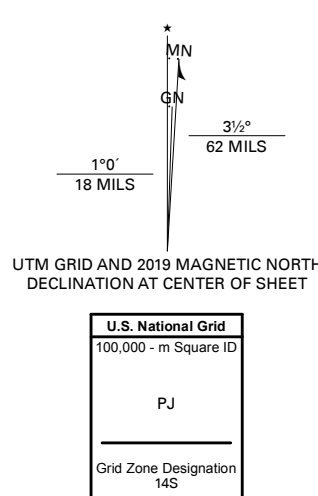 MN
GN
3½°
62 MILS
1°0´
18 MILS
UTM GRID AND 2019 MAGNETIC NORTH
DECLINATION AT CENTER OF SHEET
U.S. National Grid
100,000 - m Square ID
PJ
Grid Zone Designation
14S